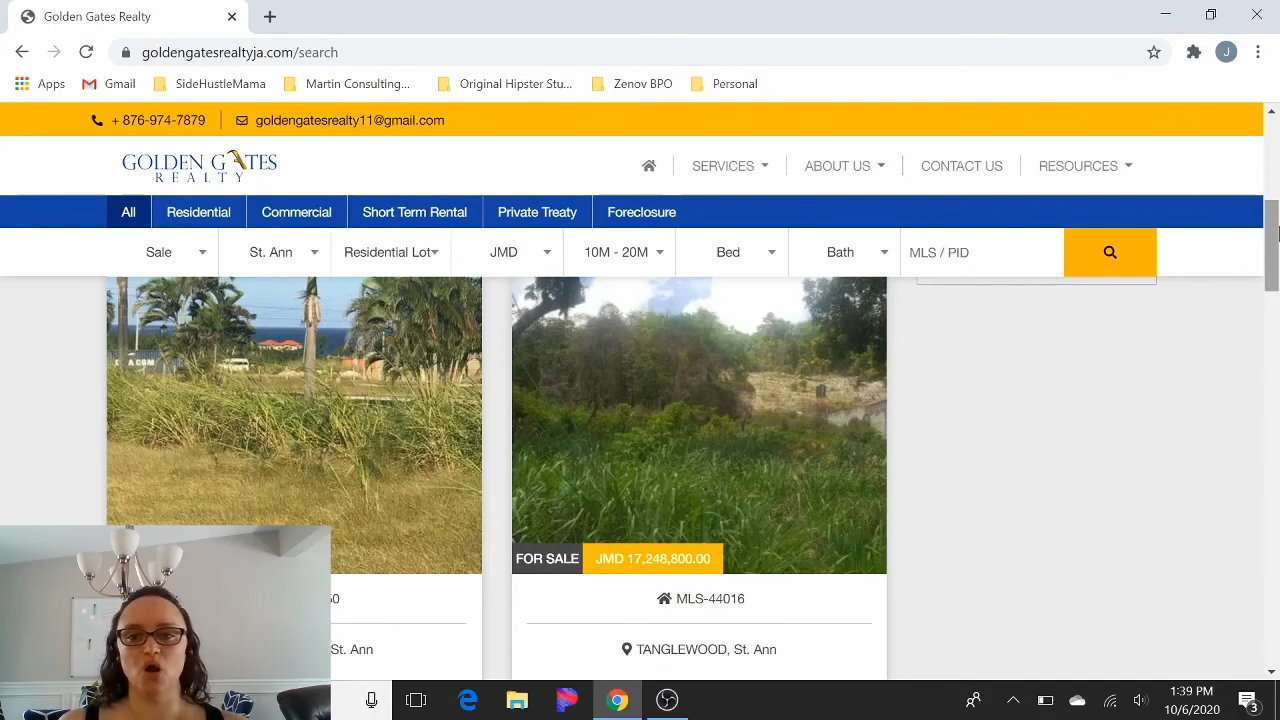 Golden Gates Realty
goldengatesrealtyja.com/search
J
Apps
Gmail
SideHustleMama
Martin Consulting...
Original Hipster Stu...
Zenov BPO
Personal
+ 876-974-7879
goldengatesrealty11@gmail.com
GOLDEN GATES
REALTY
SERVICES
ABOUT US
CONTACT US
RESOURCES
All
Residential
Commercial
Short Term Rental
Private Treaty
Foreclosure
Sale
St. Ann
Residential Lot
JMD
10M - 20M
Bed
Bath
MLS / PID
FOR SALE
JMD 17,248,800.00
50
MLS-44016
St. Ann
TANGLEWOOD, St. Ann
1:39 PM
10/6/2020
3